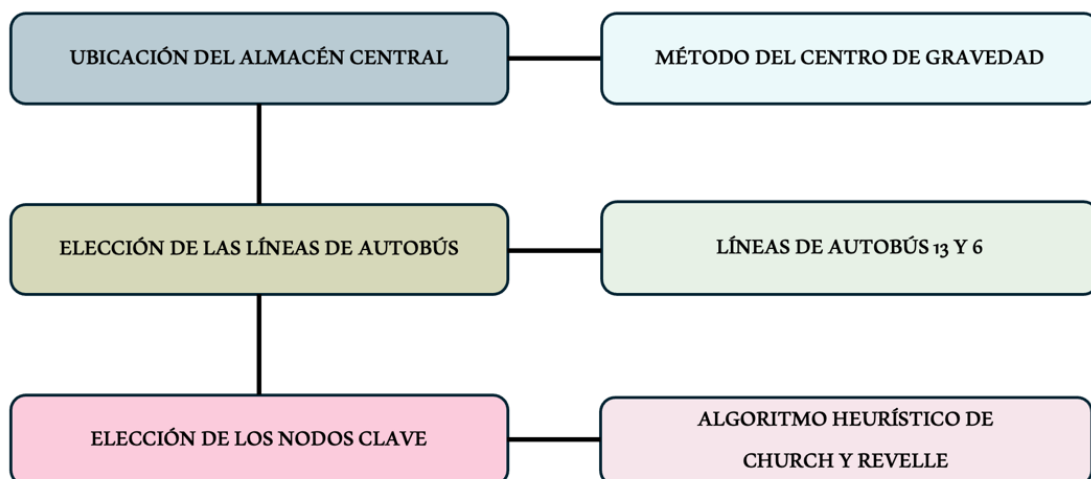 UBICACIÓN DEL ALMACÉN CENTRAL
MÉTODO DEL CENTRO DE GRAVEDAD
ELECCIÓN DE LAS LÍNEAS DE AUTOBÚS
LÍNEAS DE AUTOBÚS 13 Y 6
ELECCIÓN DE LOS NODOS CLAVE
ALGORITMO HEURÍSTICO DE
CHURCH Y REVELLE